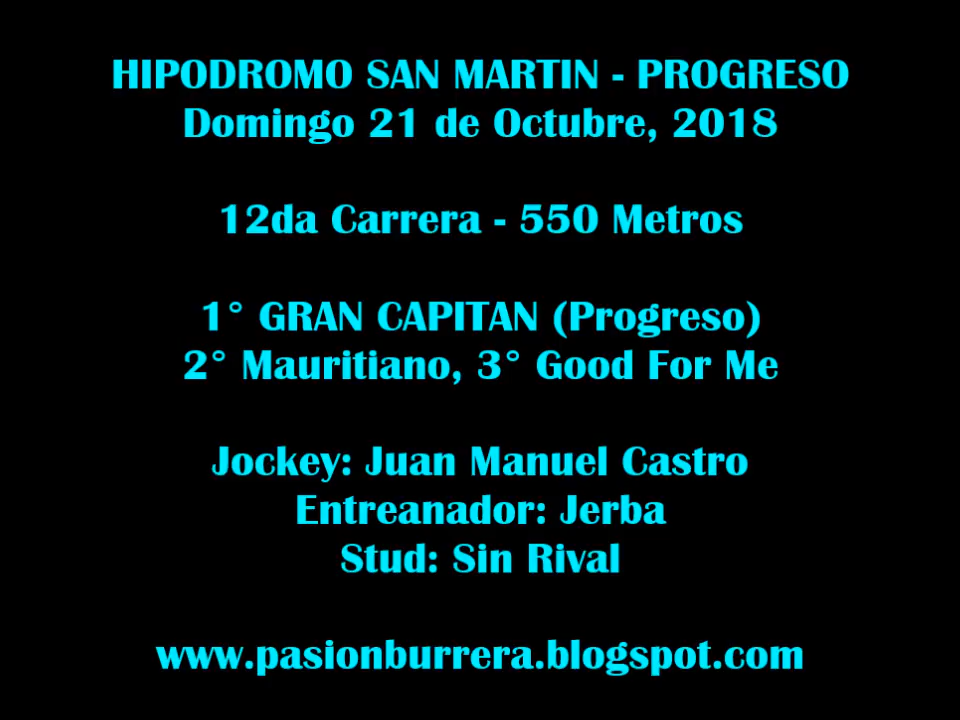 HIPODROMO SAN MARTIN - PROGRESO
Domingo 21 de Octubre, 2018
12da Carrera - 550 Metros
1° GRAN CAPITAN (Progreso)
2° Mauritiano, 3° Good For Me
Jockey: Juan Manuel Castro
Entreanador: Jerba
Stud: Sin Rival
www.pasionburrera.blogspot.com